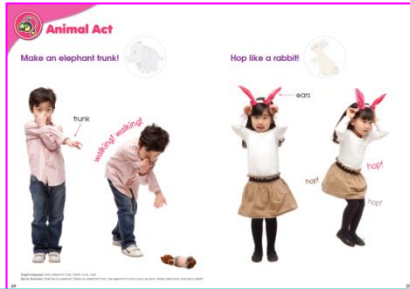 Animal Act
Make an elephant trunk!
trunk
walking! walking!
Hop like a rabbit!
ears
hop!
hop!
hop!